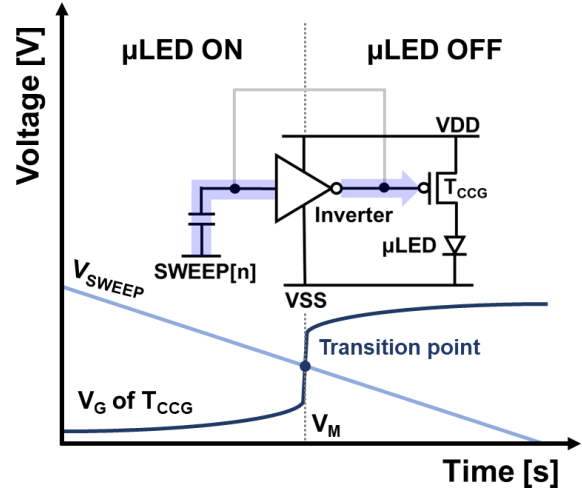 Voltage [V]
μLED ON
μLED OFF
VDD
T_CCG
Inverter
μLED
SWEEP[n]
VSS
V_SWEEP
Transition point
V_G of T_CCG
V_M
Time [s]